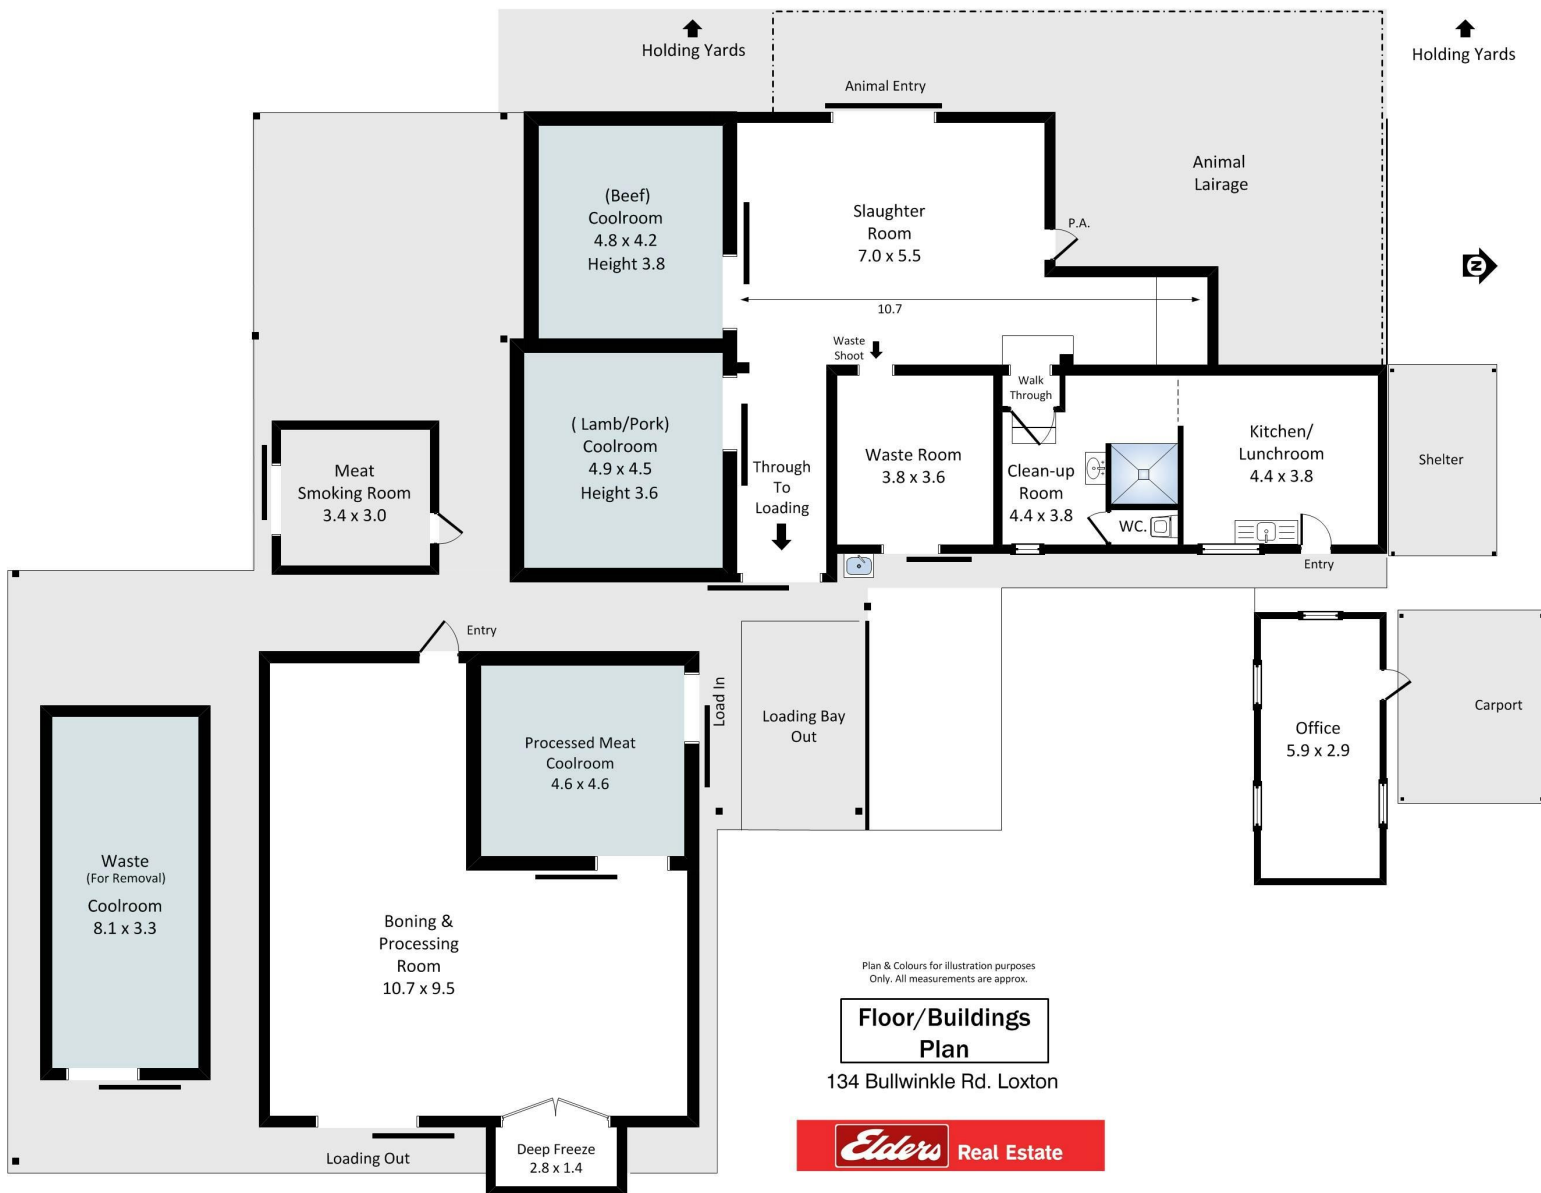 Holding Yards
Holding Yards
Animal Entry
Animal
Lairage
(Beef)
Coolroom
4.8 x 4.2
Height 3.8
Slaughter
Room
7.0 x 5.5
P.A.
N
10.7
Waste
Shoot
Walk
Through
( Lamb/Pork)
Coolroom
4.9 x 4.5
Height 3.6
Through
To
Loading
Waste Room
3.8 x 3.6
Clean-up
Room
4.4 x 3.8
WC.
Kitchen/
Lunchroom
4.4 x 3.8
Shelter
Meat
Smoking Room
3.4 x 3.0
Entry
Entry
Processed Meat
Coolroom
4.6 x 4.6
Load In
Loading Bay
Out
Office
5.9 x 2.9
Carport
Waste
(For Removal)
Coolroom
8.1 x 3.3
Boning &
Processing
Room
10.7 x 9.5
Loading Out
Deep Freeze
2.8 x 1.4
Plan & Colours for illustration purposes
Only. All measurements are approx.
Floor/Buildings
Plan
134 Bullwinkle Rd. Loxton
Elders Real Estate